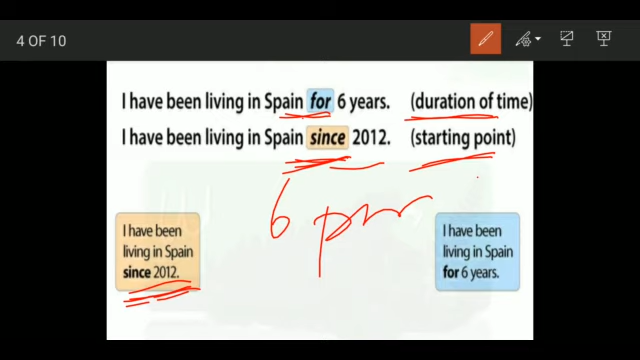 4 OF 10
I have been living in Spain for 6 years. (duration of time)
I have been living in Spain since 2012. (starting point)
6 pm
I have been
living in Spain
since 2012.
I have been
living in Spain
for 6 years.